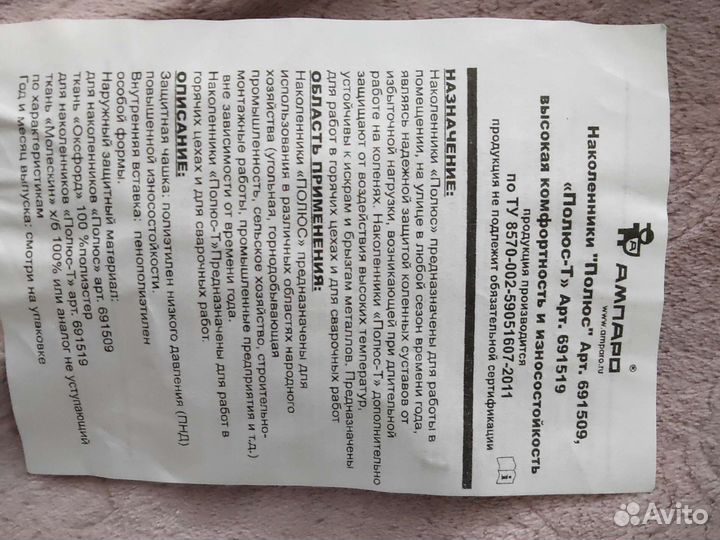 АМПАРО ®
www.amparo.ru
Наколенники "Полюс" Арт. 691509,
«Полюс-Т» Арт. 691519
высокая комфортность и износостойкость
продукция производится
по ТУ 8570-002-59051607-2011
продукция не подлежит обязательной сертификации
НАЗНАЧЕНИЕ:
Наколенники «Полюс» предназначены для работы в
помещении, на улице в любой сезон времени года,
являясь надежной защитой коленных суставов от
избыточной нагрузки, возникающей при длительной
работе на коленях. Наколенники «Полюс-Т» дополнительно
защищают от воздействия высоких температур,
устойчивы к искрам и брызгам металлов. Предназначены
для работ в горячих цехах и для сварочных работ
ОБЛАСТЬ ПРИМЕНЕНИЯ:
Наколенники «ПОЛЮС» предназначены для
использования в различных областях народного
хозяйства (угольная, горнодобывающая
промышленность, сельское хозяйство, строительно-
монтажные работы, промышленные предприятия и т.д.)
вне зависимости от времени года.
Наколенники «Полюс-Т» Предназначены для работ в
горячих цехах и для сварочных работ.
ОПИСАНИЕ:
Защитная чашка: полиэтилен низкого давления (ПНД)
повышенной износостойкости.
Внутренняя вставка: пенополиэтилен
особой формы.
Наружный защитный материал:
для наколенников «Полюс» арт. 691509
ткань «Оксфорд» 100 %полиэстер
для наколенников «Полюс-Т» арт. 691519
ткань «Молескин» х/б 100% или аналог не уступающий
по характеристикам
Год и месяц выпуска: смотри на упаковке
Avito